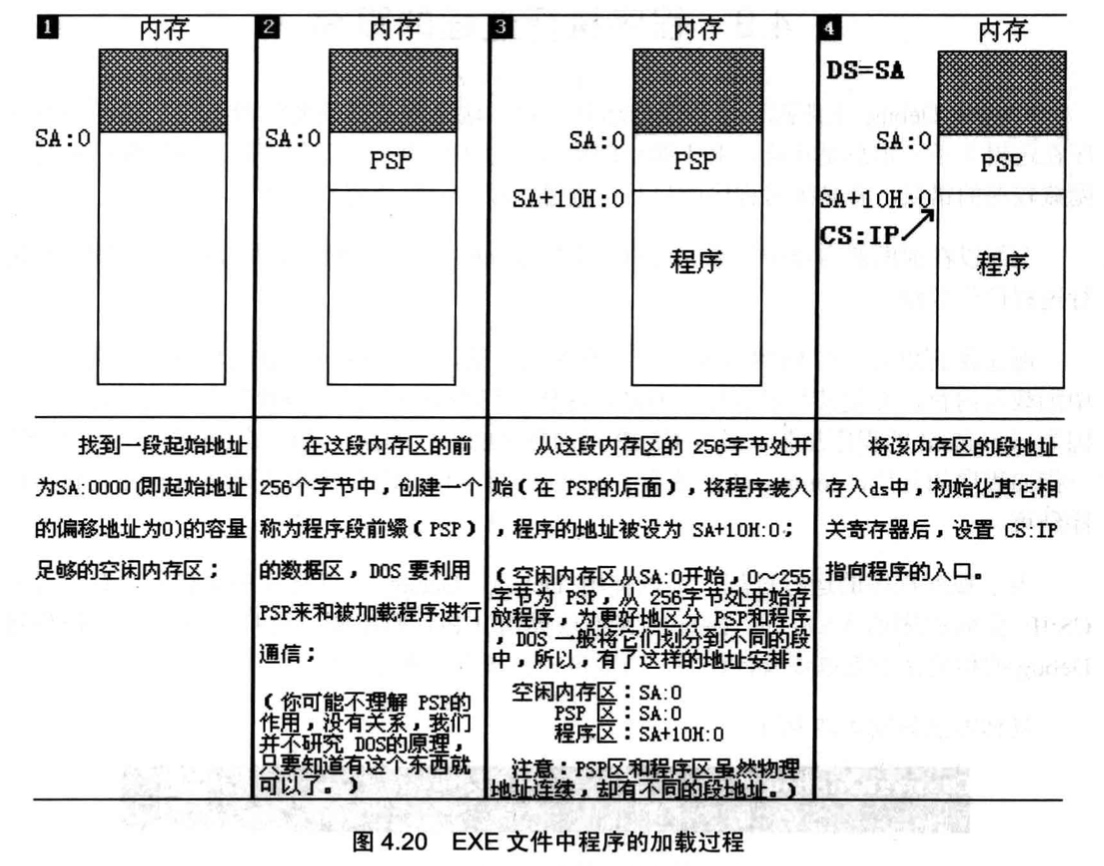 1 内存
SA:0
找到一段起始地址
为SA:0000(即起始地址
的偏移地址为0)的容量
足够的空闲内存区；
2 内存
SA:0
PSP
在这段内存区的前
256个字节中，创建一个
称为程序段前缀（PSP）
的数据区，DOS 要利用
PSP来和被加载程序进行
通信；
（你可能不理解 PSP的
作用，没有关系，我们
并不研究 DOS的原理，
只要知道有这个东西就
可以了。）
3 内存
SA:0
PSP
SA+10H:0
程序
从这段内存区的 256字节处开
始（在 PSP的后面），将程序装入
，程序的地址被设为 SA+10H:0；
（空闲内存区从SA:0开始，0～255
字节为 PSP，从 256字节处开始存
放程序，为更好地区分 PSP和程序
，DOS 一般将它们划分到不同的段
中，所以，有了这样的地址安排：
空闲内存区：SA:0
PSP 区：SA:0
程序区：SA+10H:0
注意：PSP区和程序区虽然物理
地址连续，却有不同的段地址。）
4 内存
DS=SA
SA:0
PSP
SA+10H:0
CS:IP
程序
将该内存区的段地址
存入ds中，初始化其它相
关寄存器后，设置 CS:IP
指向程序的入口。
图 4.20 EXE 文件中程序的加载过程